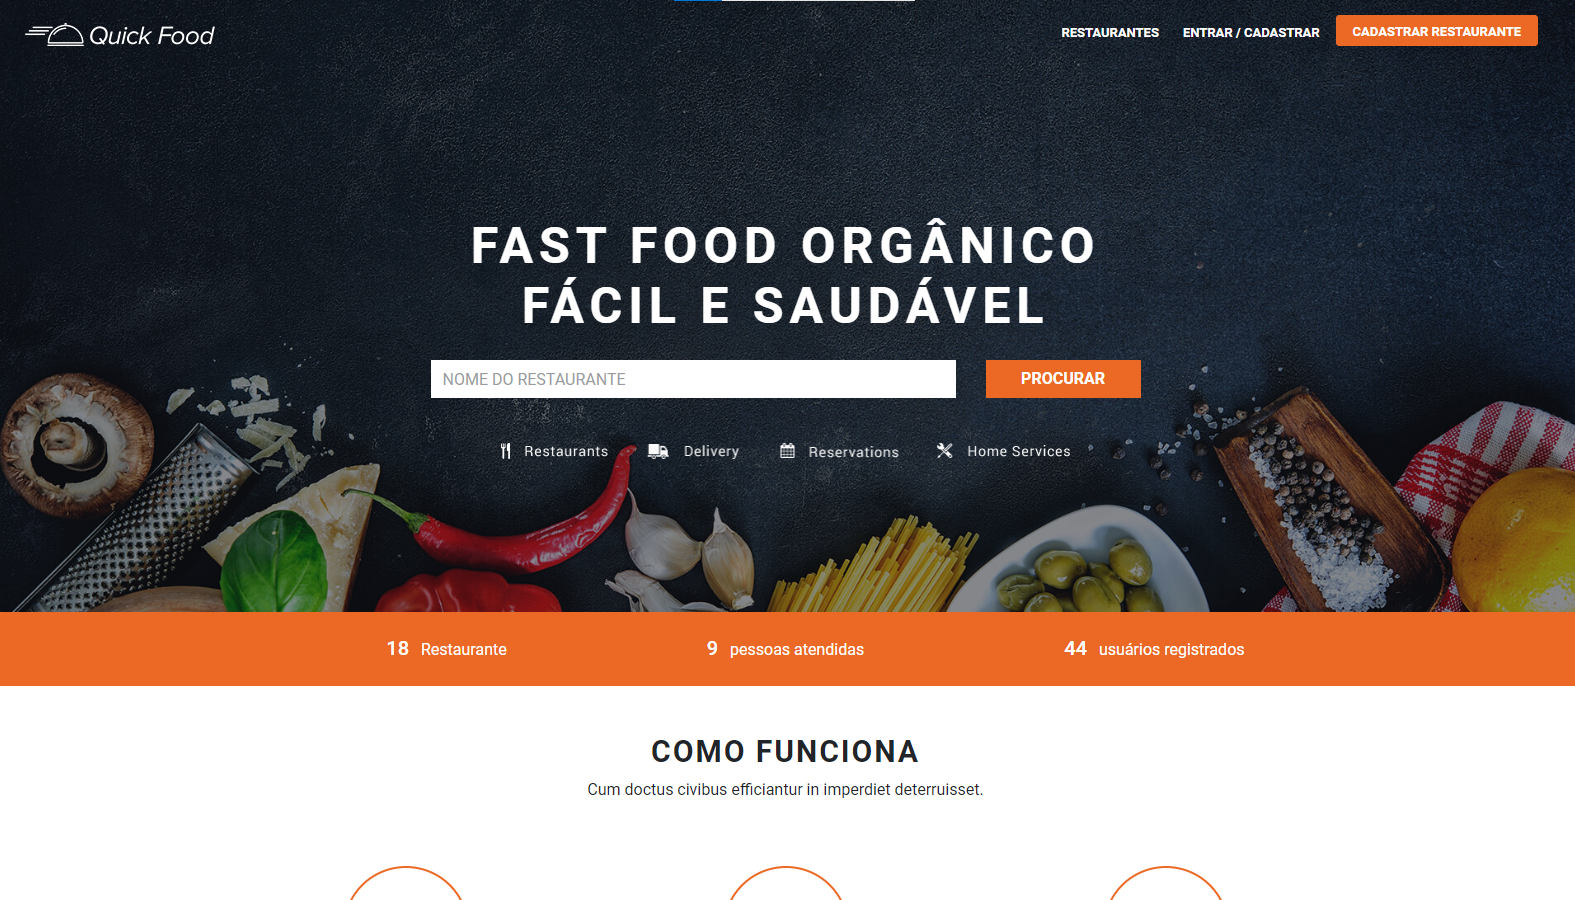 Quick Food
RESTAURANTES
ENTRAR / CADASTRAR
CADASTRAR RESTAURANTE
FAST FOOD ORGÂNICO
FÁCIL E SAUDÁVEL
NOME DO RESTAURANTE
PROCURAR
Restaurants
Delivery
Reservations
Home Services
18 Restaurante
9 pessoas atendidas
44 usuários registrados
COMO FUNCIONA
Cum doctus civibus efficiantur in imperdiet deterruisset.